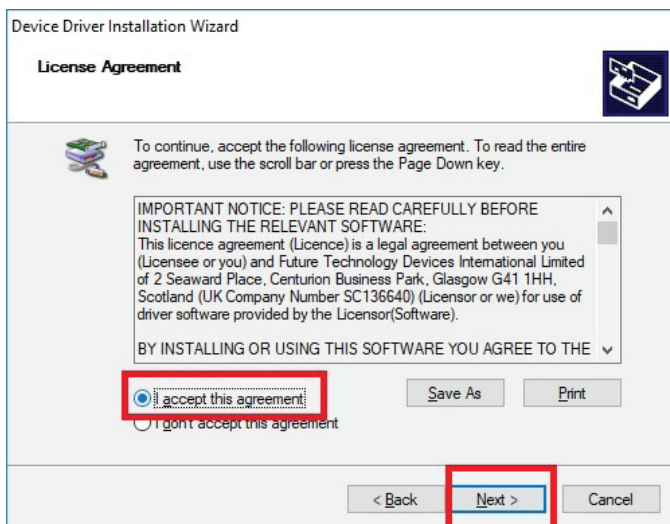 Device Driver Installation Wizard
License Agreement
To continue, accept the following license agreement. To read the entire
agreement, use the scroll bar or press the Page Down key.
IMPORTANT NOTICE: PLEASE READ CAREFULLY BEFORE
INSTALLING THE RELEVANT SOFTWARE:
This licence agreement (Licence) is a legal agreement between you
(Licensee or you) and Future Technology Devices International Limited
of 2 Seaward Place, Centurion Business Park, Glasgow G41 1HH,
Scotland (UK Company Number SC136640) (Licensor or we) for use of
driver software provided by the Licensor(Software).
BY INSTALLING OR USING THIS SOFTWARE YOU AGREE TO THE
I accept this agreement
Save As
Print
I don't accept this agreement
< Back
Next >
Cancel